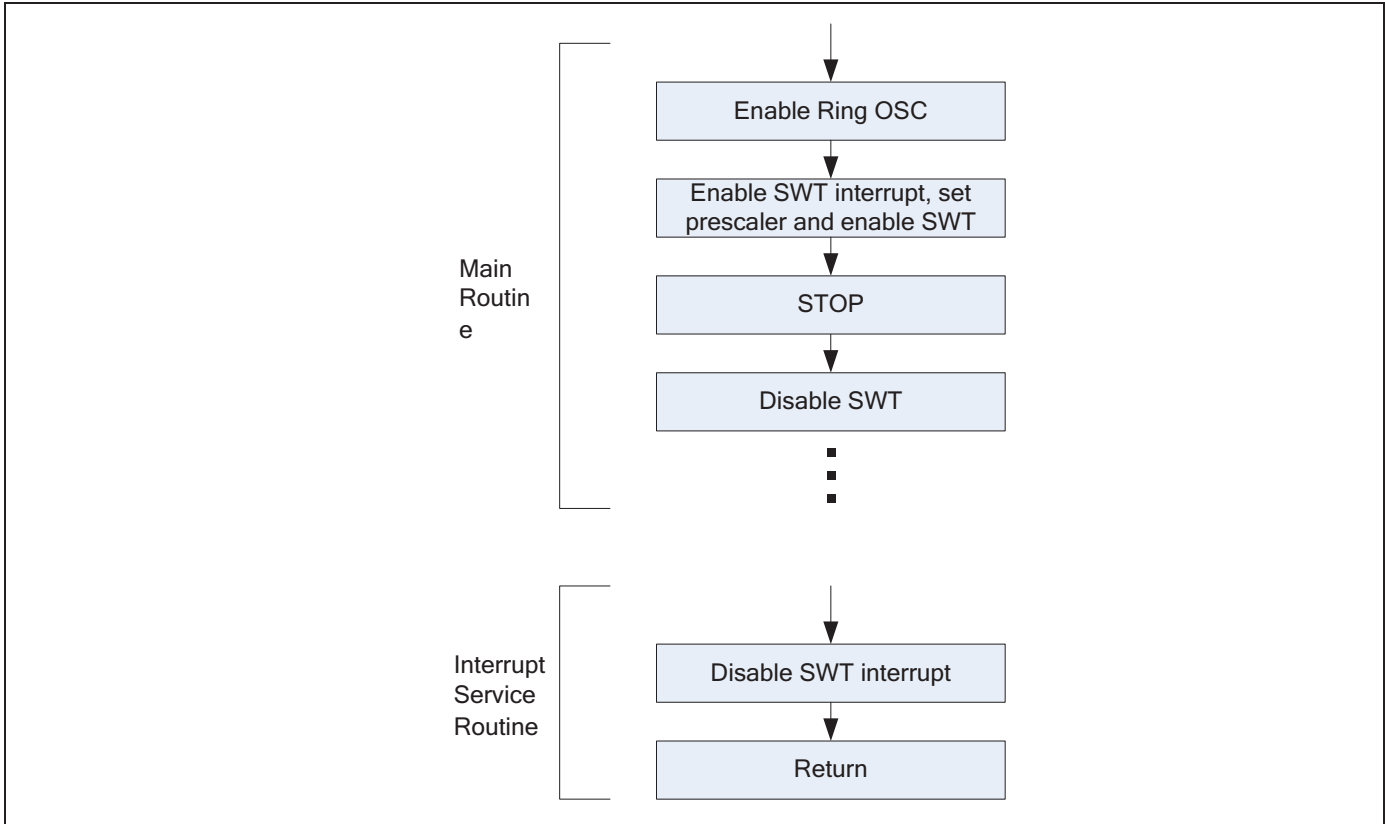 Enable Ring OSC
Enable SWT interrupt, set
prescaler and enable SWT
Main
Routin
e
STOP
Disable SWT
Interrupt
Service
Routine
Disable SWT interrupt
Return